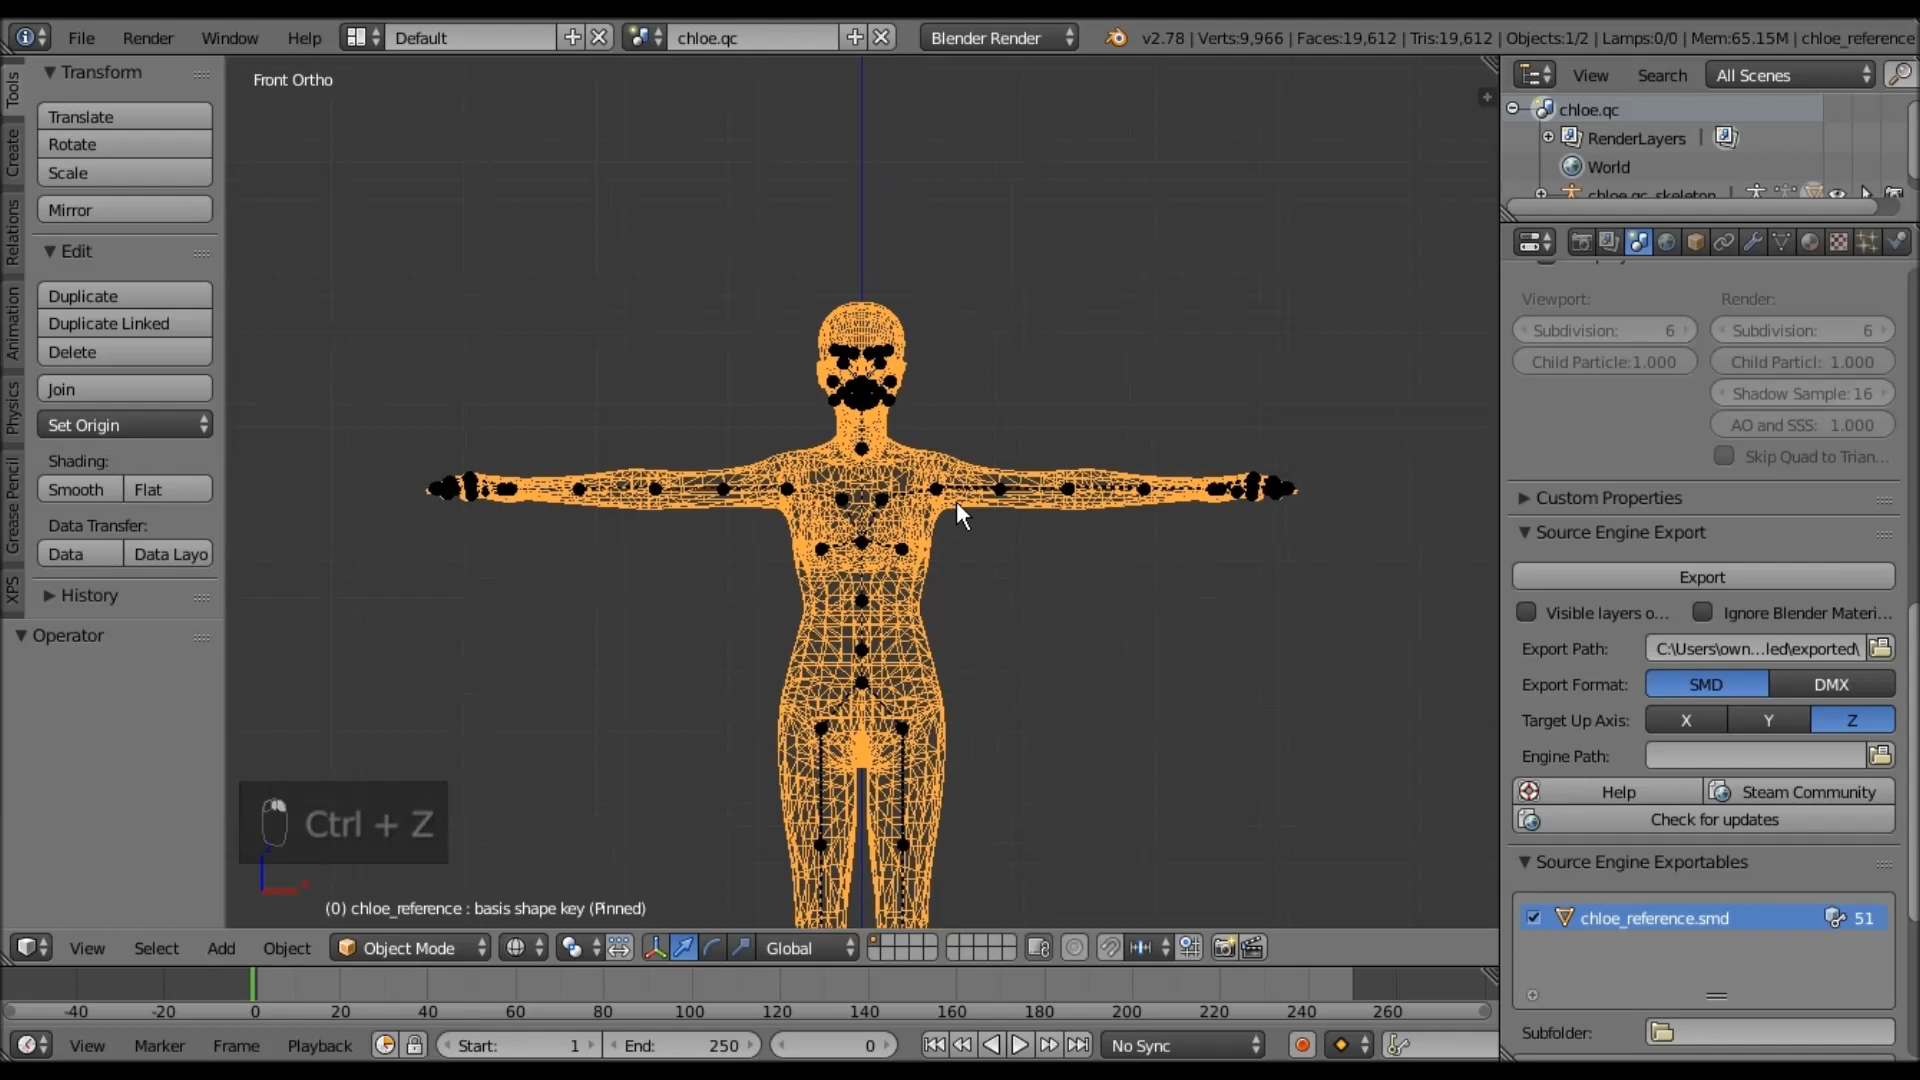 File Render Window Help Default chloe.qc Blender Render v2.78 | Verts:9,966 | Faces:19,612 | Tris:19,612 | Objects:1/2 | Lamps:0/0 | Mem:65.15M | chloe_reference
Tools
Create
Relations
Animation
Physics
Grease Pencil
XPS
Transform
Translate
Rotate
Scale
Mirror
Edit
Duplicate
Duplicate Linked
Delete
Join
Set Origin
Shading:
Smooth Flat
Data Transfer:
Data Data Layo
History
Operator
Front Ortho
Ctrl + Z
(0) chloe_reference : basis shape key (Pinned)
View Search All Scenes
chloe.qc
RenderLayers |
World
chloe.qc_skeleton |
Viewport: Render:
Subdivision: 6 Subdivision: 6
Child Particle:1.000 Child Particl: 1.000
Shadow Sample: 16
AO and SSS: 1.000
Skip Quad to Trian...
Custom Properties
Source Engine Export
Export
Visible layers o... Ignore Blender Materi...
Export Path: C:\Users\own...led\exported\
Export Format: SMD DMX
Target Up Axis: X Y Z
Engine Path:
Help Steam Community
Check for updates
Source Engine Exportables
chloe_reference.smd 51
Subfolder:
View Select Add Object Object Mode Global
-40 -20 0 20 40 60 80 100 120 140 160 180 200 220 240 260
View Marker Frame Playback Start: 1 End: 250 0 No Sync